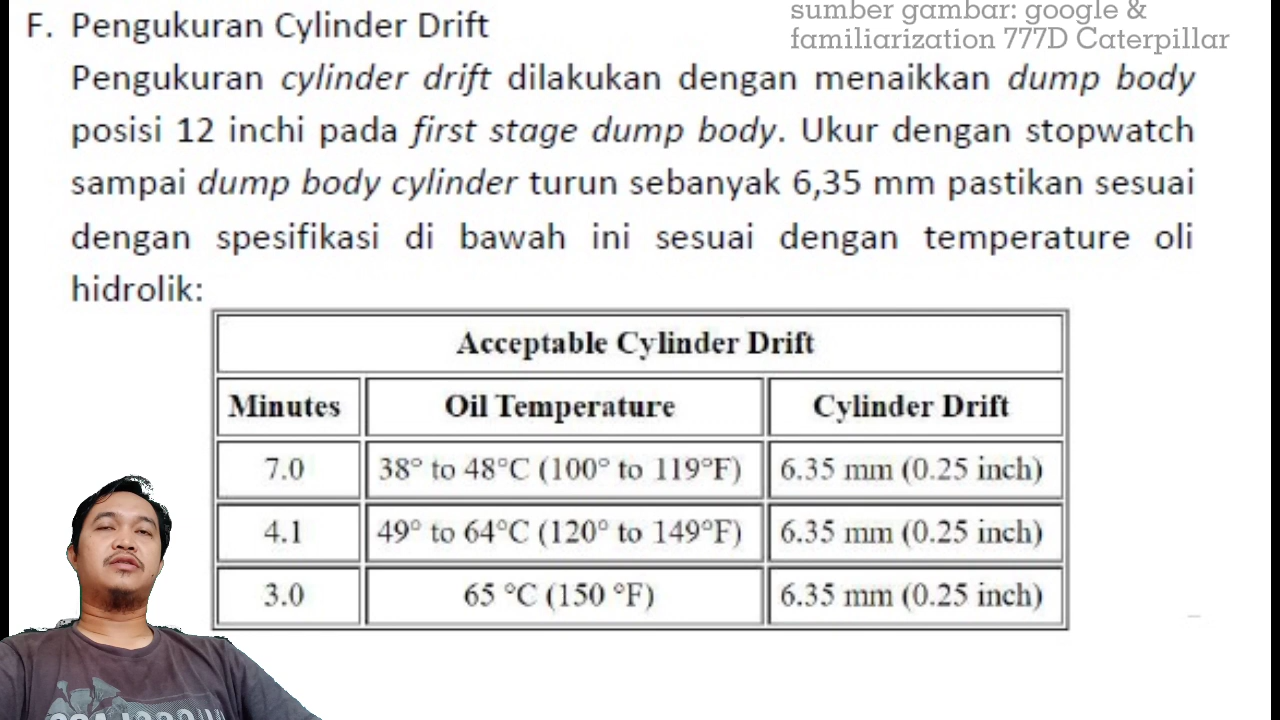 sumber gambar: google &
familiarization 777D Caterpillar
F. Pengukuran Cylinder Drift
Pengukuran cylinder drift dilakukan dengan menaikkan dump body
posisi 12 inchi pada first stage dump body. Ukur dengan stopwatch
sampai dump body cylinder turun sebanyak 6,35 mm pastikan sesuai
dengan spesifikasi di bawah ini sesuai dengan temperature oli
hidrolik:
Acceptable Cylinder Drift
Minutes Oil Temperature Cylinder Drift
7.0 38° to 48°C (100° to 119°F) 6.35 mm (0.25 inch)
4.1 49° to 64°C (120° to 149°F) 6.35 mm (0.25 inch)
3.0 65 °C (150 °F) 6.35 mm (0.25 inch)